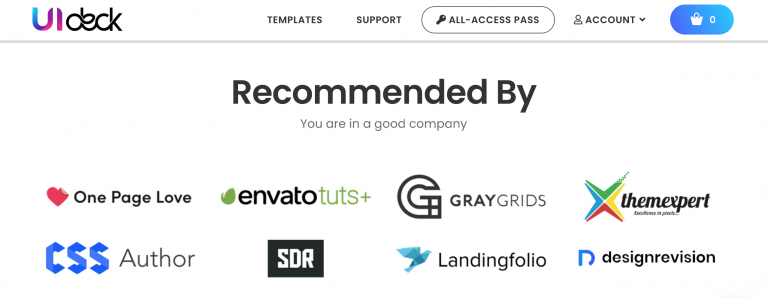 UIdeck TEMPLATES SUPPORT ALL-ACCESS PASS ACCOUNT 0
Recommended By
You are in a good company
One Page Love envatotuts+ GRAYGRIDS themexpert
Excellence in pixels..
CSS Author SDR Landingfolio designrevision